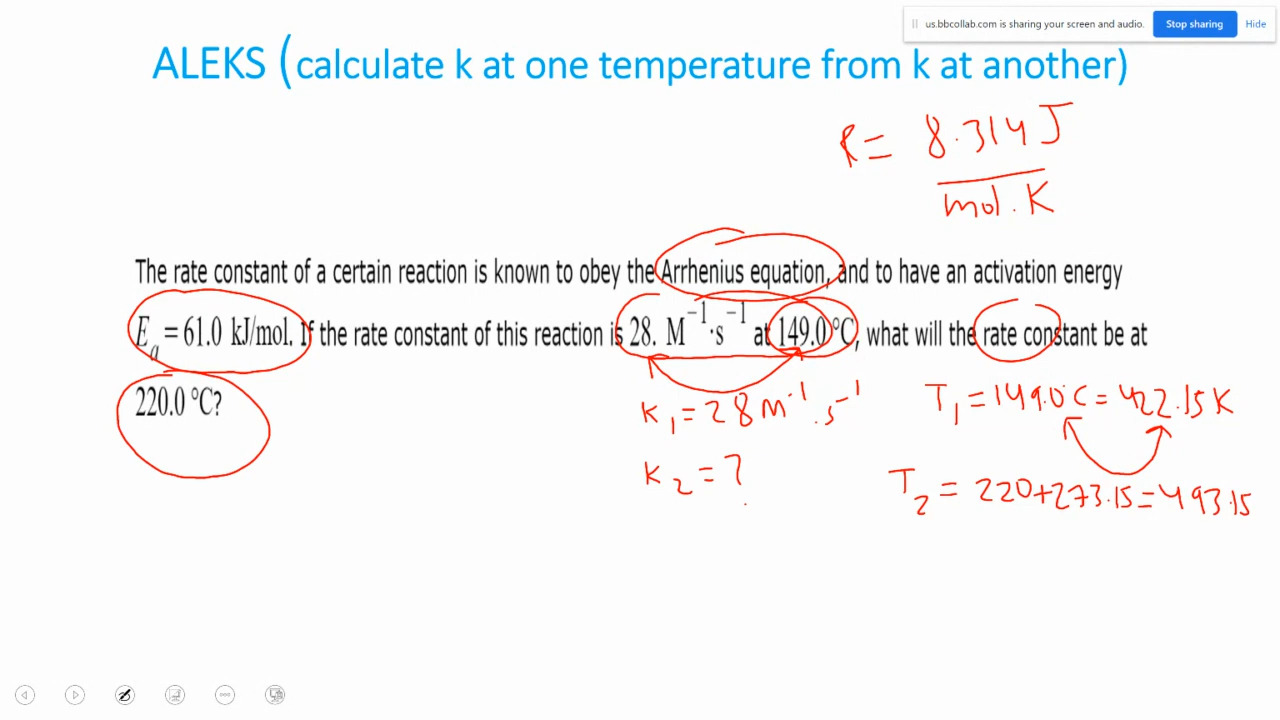 us.bbcollab.com is sharing your screen and audio. Stop sharing Hide
ALEKS (calculate k at one temperature from k at another)
R = 8.314 J
mol. K
The rate constant of a certain reaction is known to obey the Arrhenius equation, and to have an activation energy
Eₐ = 61.0 kJ/mol. If the rate constant of this reaction is 28. M⁻¹·s⁻¹ at 149.0 °C, what will the rate constant be at
220.0 °C?
K₁ = 28 M⁻¹.s⁻¹
T₁ = 149.0°C = 422.15 K
K₂ = ?
T₂ = 220+273.15 = 493.15